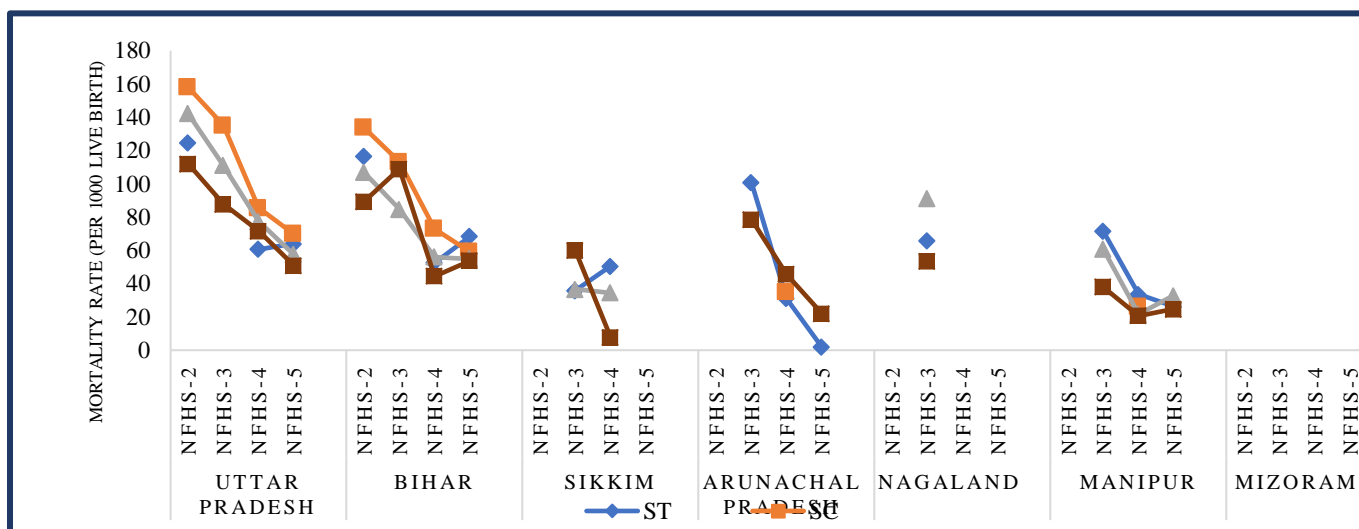 MORTALITY RATE (PER 1000 LIVE BIRTH)
180
160
140
120
100
80
60
40
20
0
NFHS-2
NFHS-3
NFHS-4
NFHS-5
NFHS-2
NFHS-3
NFHS-4
NFHS-5
NFHS-2
NFHS-3
NFHS-4
NFHS-5
NFHS-2
NFHS-3
NFHS-4
NFHS-5
NFHS-2
NFHS-3
NFHS-4
NFHS-5
NFHS-2
NFHS-3
NFHS-4
NFHS-5
NFHS-2
NFHS-3
NFHS-4
NFHS-5
UTTAR
PRADESH
BIHAR
SIKKIM
ARUNACHAL
PRADESH
NAGALAND
MANIPUR
MIZORAM
ST
SC